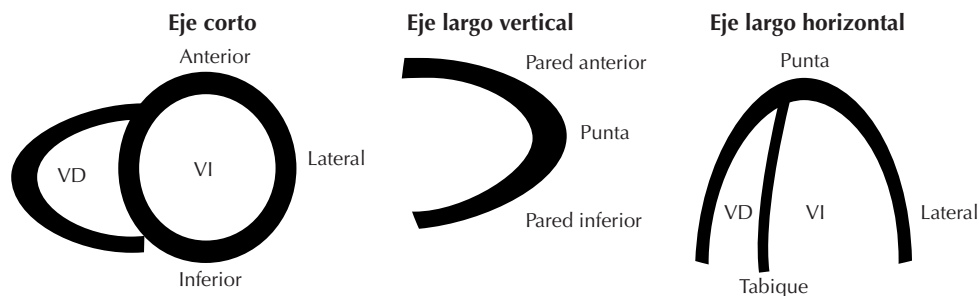 Eje corto
Anterior
VD
VI
Lateral
Inferior
Eje largo vertical
Pared anterior
Punta
Pared inferior
Eje largo horizontal
Punta
VD
VI
Lateral
Tabique